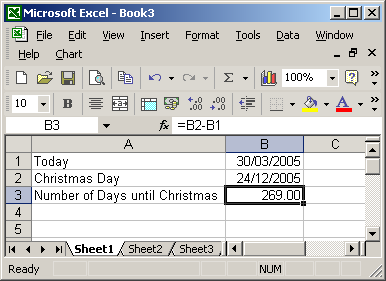 Microsoft Excel - Book3
File Edit View Insert Format Tools Data Window
Help Chart
Σ 100% ? »
10 B $ € .00 A »
B3 fx =B2-B1
A B C
1 Today 30/03/2005
2 Christmas Day 24/12/2005
3 Number of Days until Christmas 269.00
4
5
Sheet1 Sheet2 Sheet3
Ready NUM